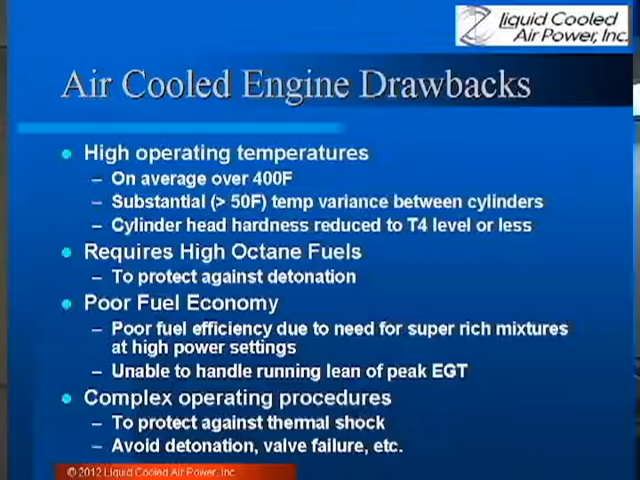 Liquid Cooled
Air Power, Inc.
Air Cooled Engine Drawbacks
High operating temperatures
– On average over 400F
– Substantial (> 50F) temp variance between cylinders
– Cylinder head hardness reduced to T4 level or less
Requires High Octane Fuels
– To protect against detonation
Poor Fuel Economy
– Poor fuel efficiency due to need for super rich mixtures
at high power settings
– Unable to handle running lean of peak EGT
Complex operating procedures
– To protect against thermal shock
– Avoid detonation, valve failure, etc.
© 2012 Liquid Cooled Air Power, Inc